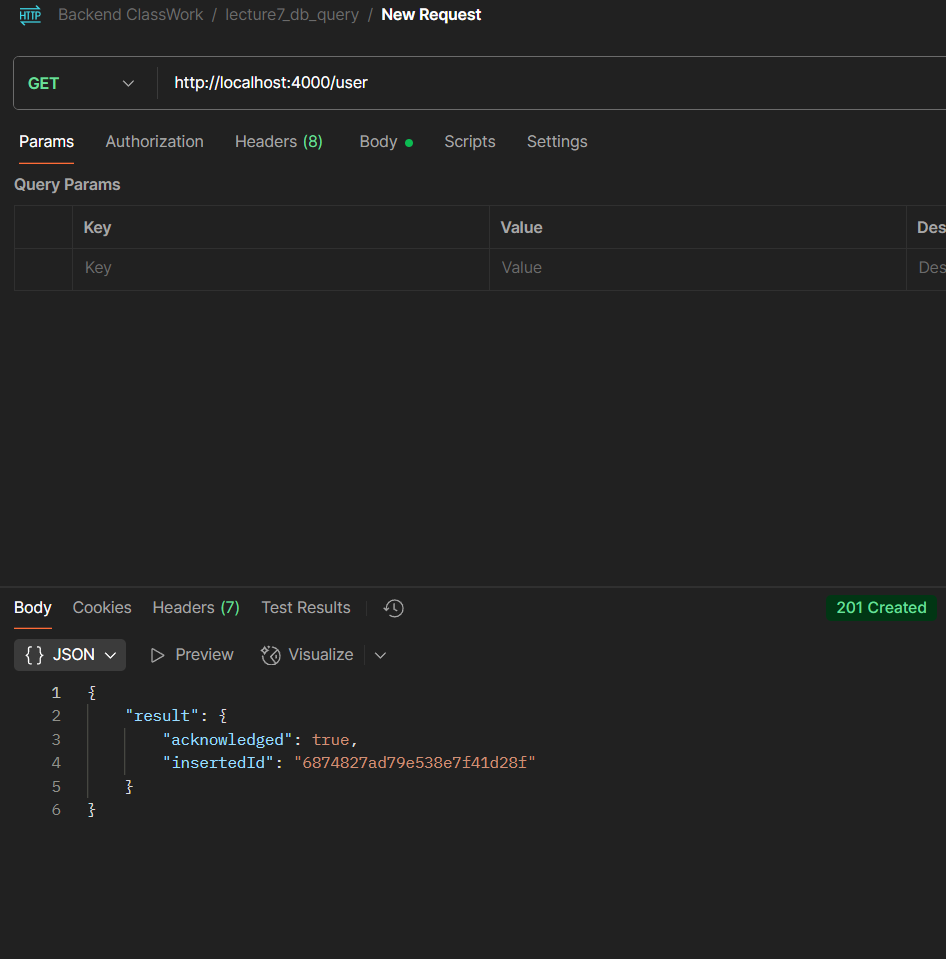 HTTP Backend ClassWork / lecture7_db_query / New Request
GET http://localhost:4000/user
Params Authorization Headers (8) Body Scripts Settings
Query Params
Key Value Des
Key Value Des
Body Cookies Headers (7) Test Results 201 Created
{} JSON Preview Visualize
1 {
2 "result": {
3 "acknowledged": true,
4 "insertedId": "6874827ad79e538e7f41d28f"
5 }
6 }